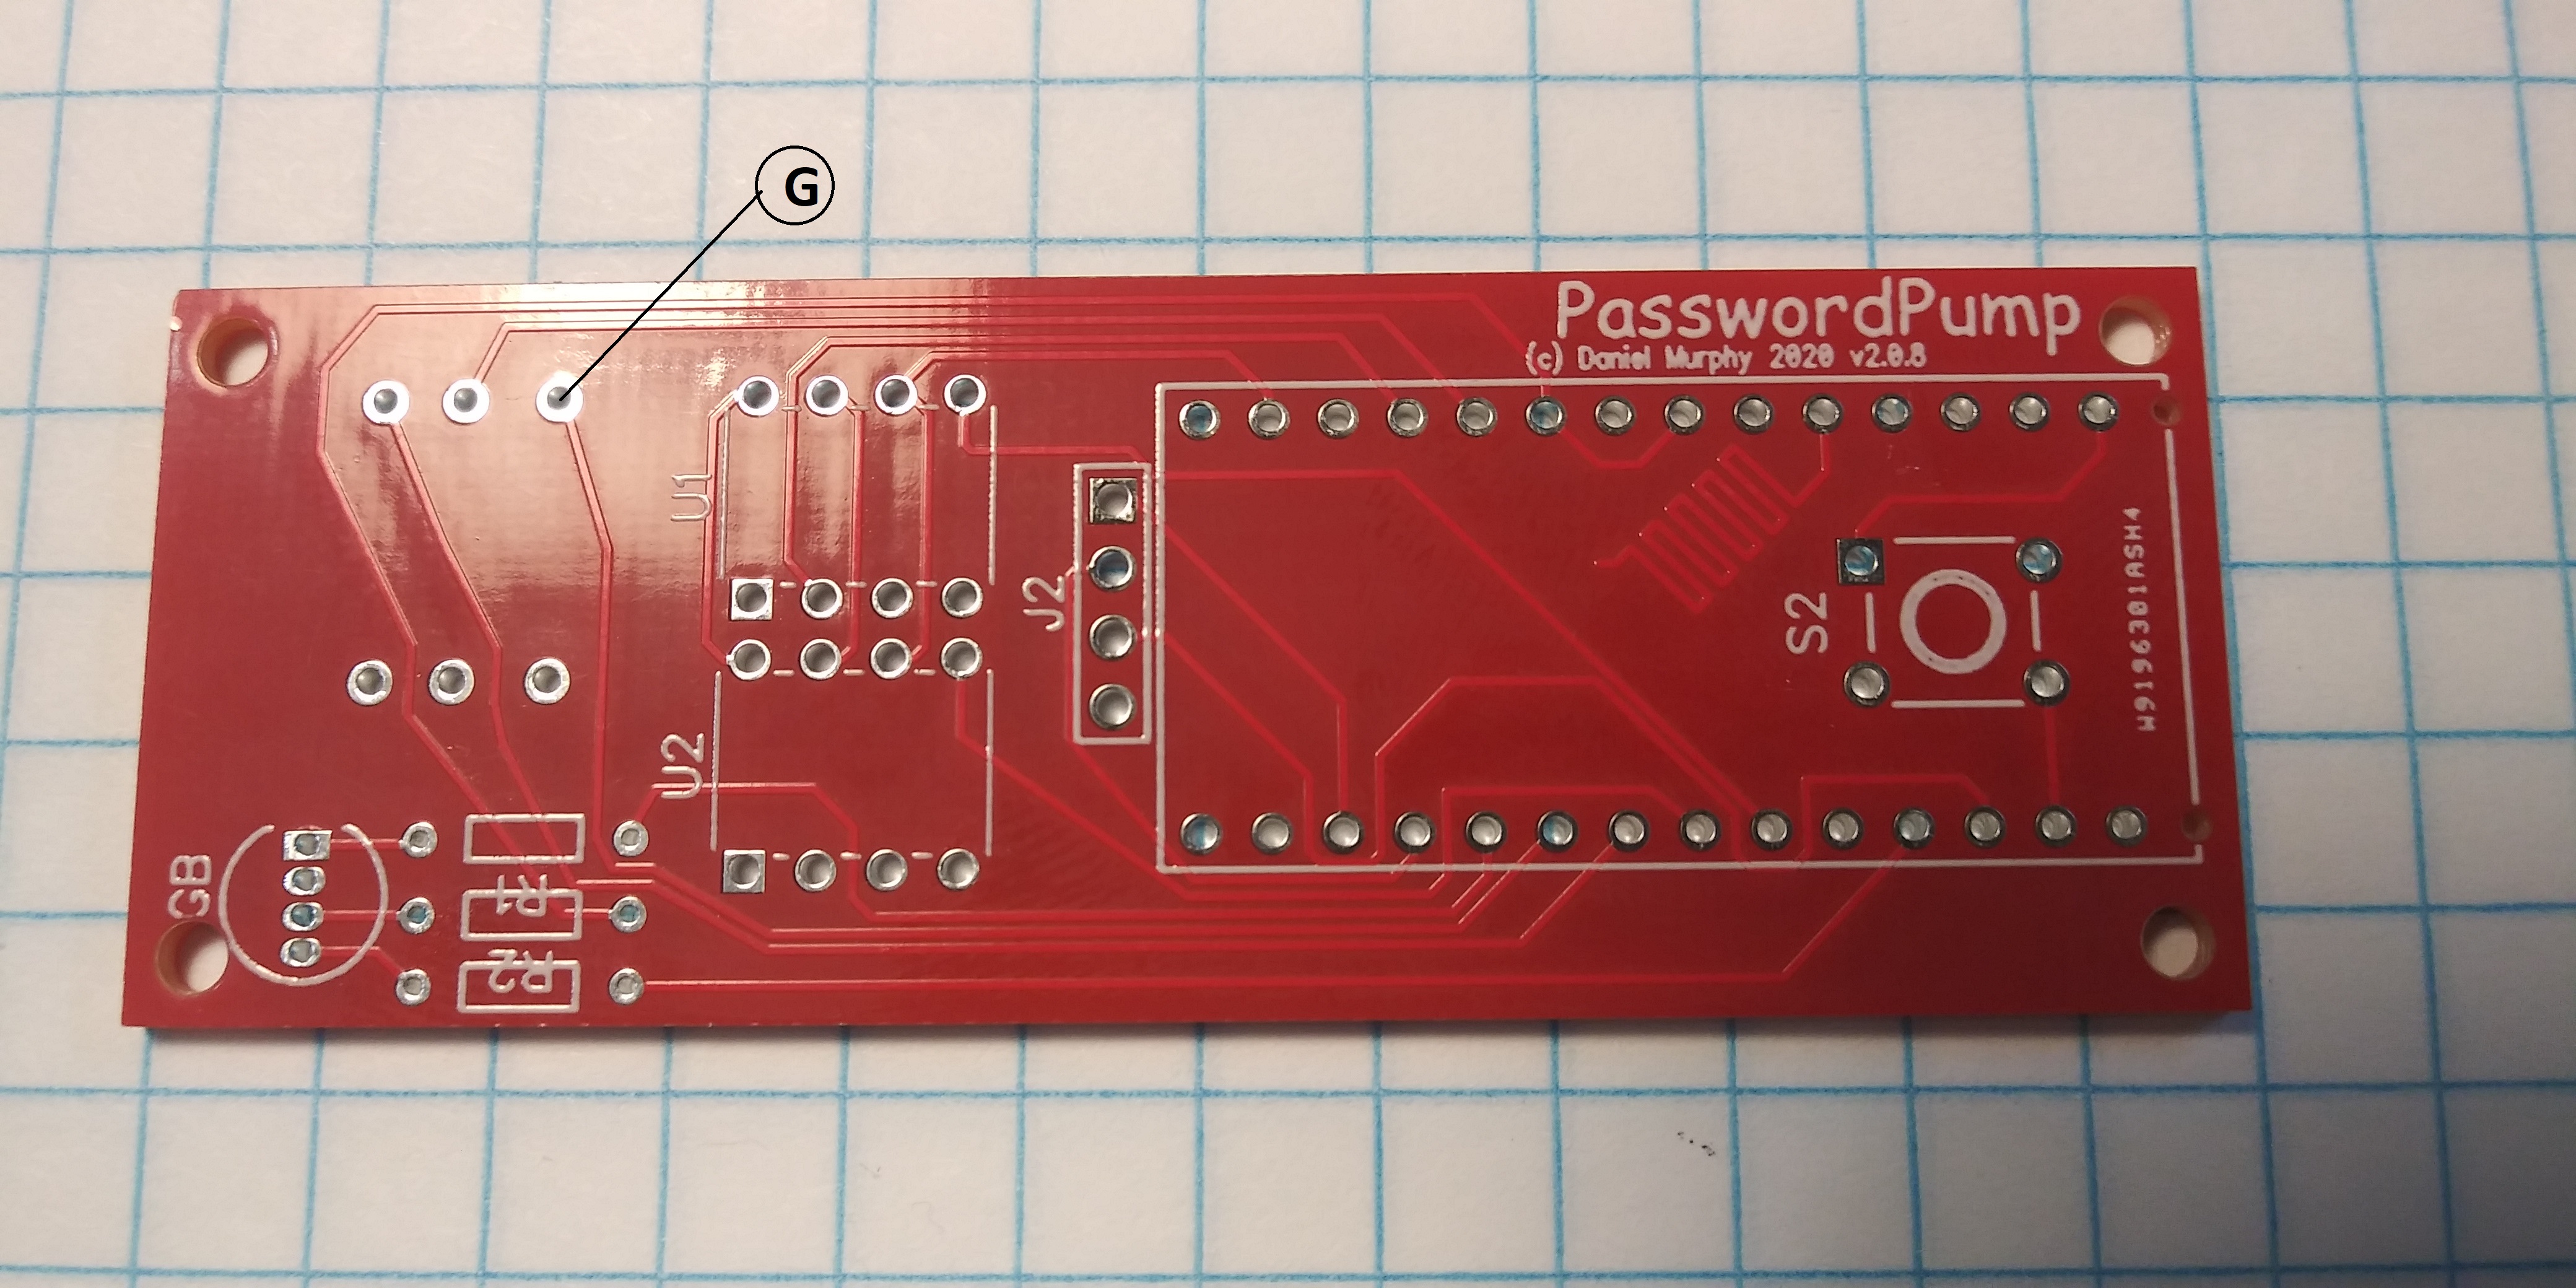 G
PasswordPump
(c) Daniel Murphy 2020 v2.0.8
U1
J2
S2
W9196301ASH4
U2
GB
R1
R2